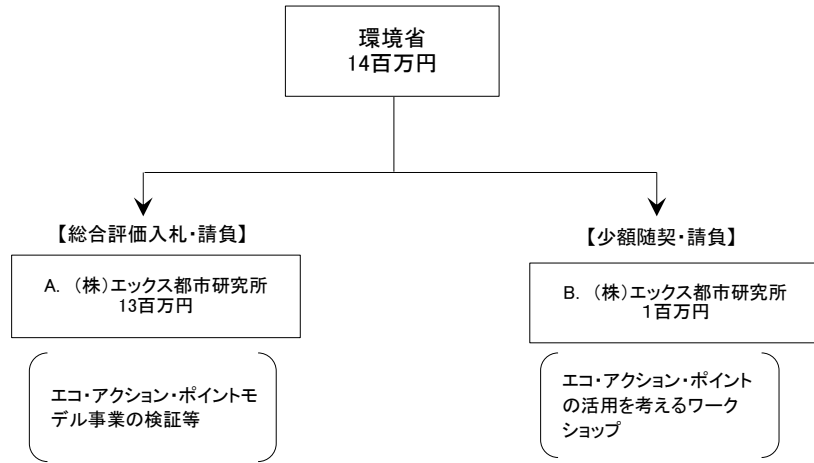 環境省
14百万円
【総合評価入札・請負】
A. （株）エックス都市研究所
13百万円
エコ・アクション・ポイントモ
デル事業の検証等
【少額随契・請負】
B. （株）エックス都市研究所
1百万円
エコ・アクション・ポイント
の活用を考えるワーク
ショップ